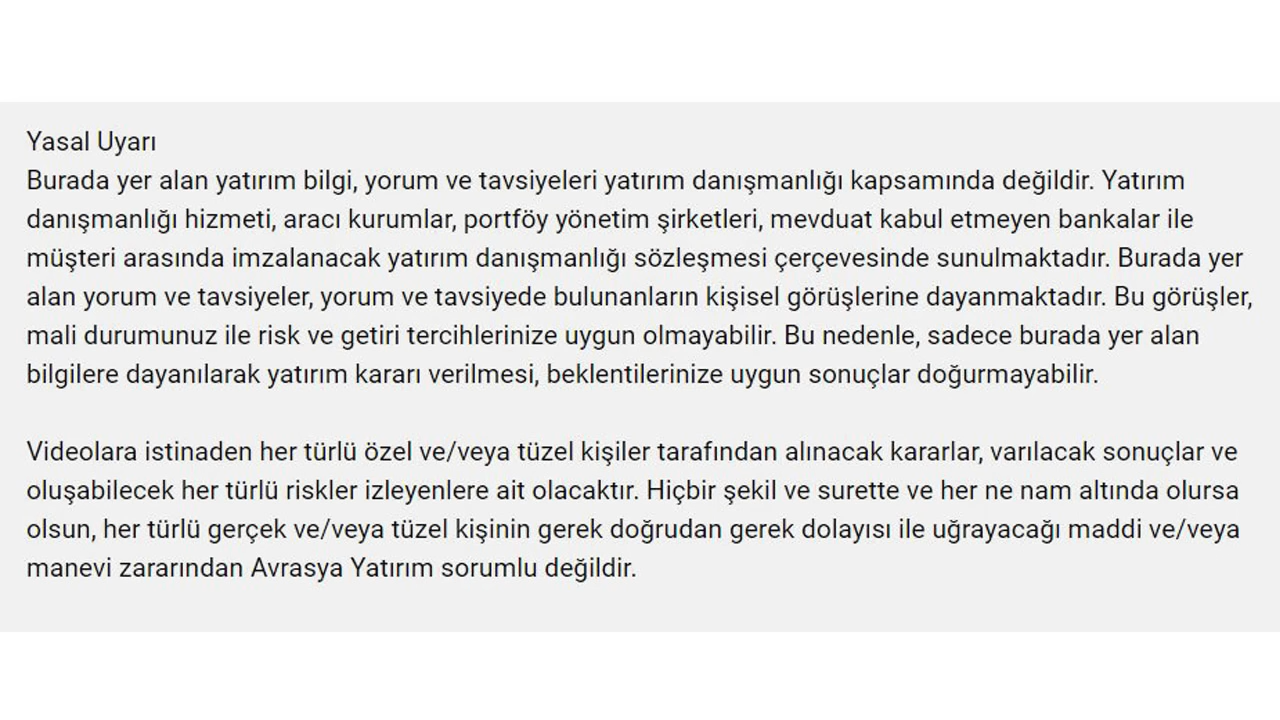 Yasal Uyarı
Burada yer alan yatırım bilgi, yorum ve tavsiyeleri yatırım danışmanlığı kapsamında değildir. Yatırım
danışmanlığı hizmeti, aracı kurumlar, portföy yönetim şirketleri, mevduat kabul etmeyen bankalar ile
müşteri arasında imzalanacak yatırım danışmanlığı sözleşmesi çerçevesinde sunulmaktadır. Burada yer
alan yorum ve tavsiyeler, yorum ve tavsiyede bulunanların kişisel görüşlerine dayanmaktadır. Bu görüşler,
mali durumunuz ile risk ve getiri tercihlerinize uygun olmayabilir. Bu nedenle, sadece burada yer alan
bilgilere dayanılarak yatırım kararı verilmesi, beklentilerinize uygun sonuçlar doğurmayabilir.
Videolara istinaden her türlü özel ve/veya tüzel kişiler tarafından alınacak kararlar, varılacak sonuçlar ve
oluşabilecek her türlü riskler izleyenlere ait olacaktır. Hiçbir şekil ve surette ve her ne nam altında olursa
olsun, her türlü gerçek ve/veya tüzel kişinin gerek doğrudan gerek dolayısı ile uğrayacağı maddi ve/veya
manevi zararından Avrasya Yatırım sorumlu değildir.